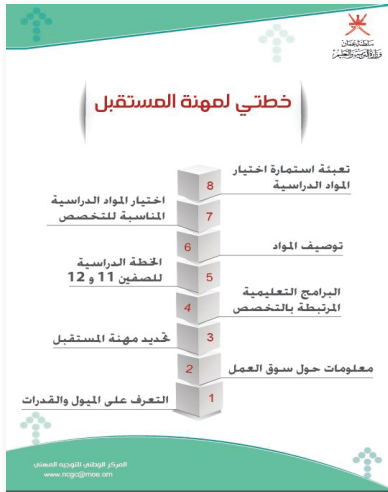 سلطنة عمان
وزارة التربية والتعليم
خطتي لمهنة المستقبل
تعبئة استمارة اختيار
المواد الدراسية
8
اختيار المواد الدراسية
المناسبة للتخصص
7
توصيف المواد
6
الخطة الدراسية
للصفين 11 و 12
5
البرامج التعليمية
المرتبطة بالتخصص
4
تحديد مهنة المستقبل
3
معلومات حول سوق العمل
2
التعرف على الميول والقدرات
1
المركز الوطني للتوجيه المهني
www.ncgc@moe.om